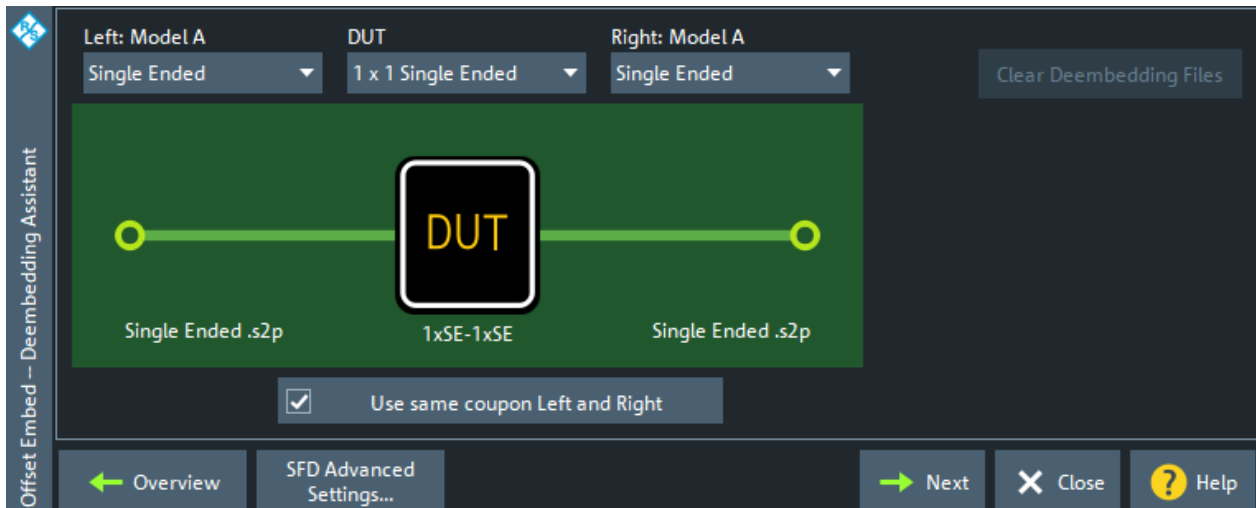 Offset Embed -- Deembedding Assistant
Left: Model A
DUT
Right: Model A
Single Ended
1 x 1 Single Ended
Single Ended
Clear Deembedding Files
DUT
Single Ended .s2p
1xSE-1xSE
Single Ended .s2p
Use same coupon Left and Right
Overview
SFD Advanced
Settings...
Next
Close
? Help
R&S